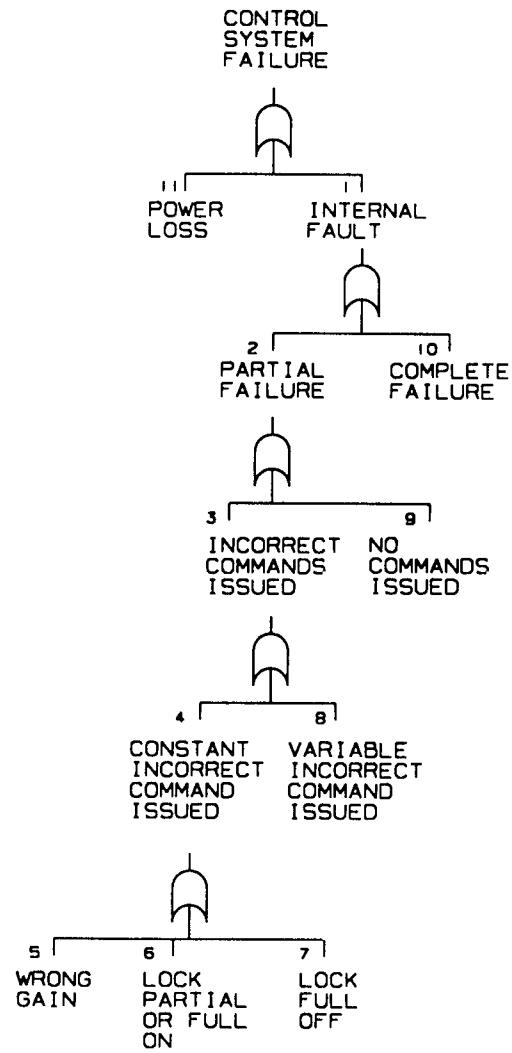 CONTROL
SYSTEM
FAILURE
11 1
POWER INTERNAL
LOSS FAULT
2 10
PARTIAL COMPLETE
FAILURE FAILURE
3 9
INCORRECT NO
COMMANDS COMMANDS
ISSUED ISSUED
4 8
CONSTANT VARIABLE
INCORRECT INCORRECT
COMMAND COMMAND
ISSUED ISSUED
5 6 7
WRONG LOCK LOCK
GAIN PARTIAL FULL
OR FULL OFF
ON